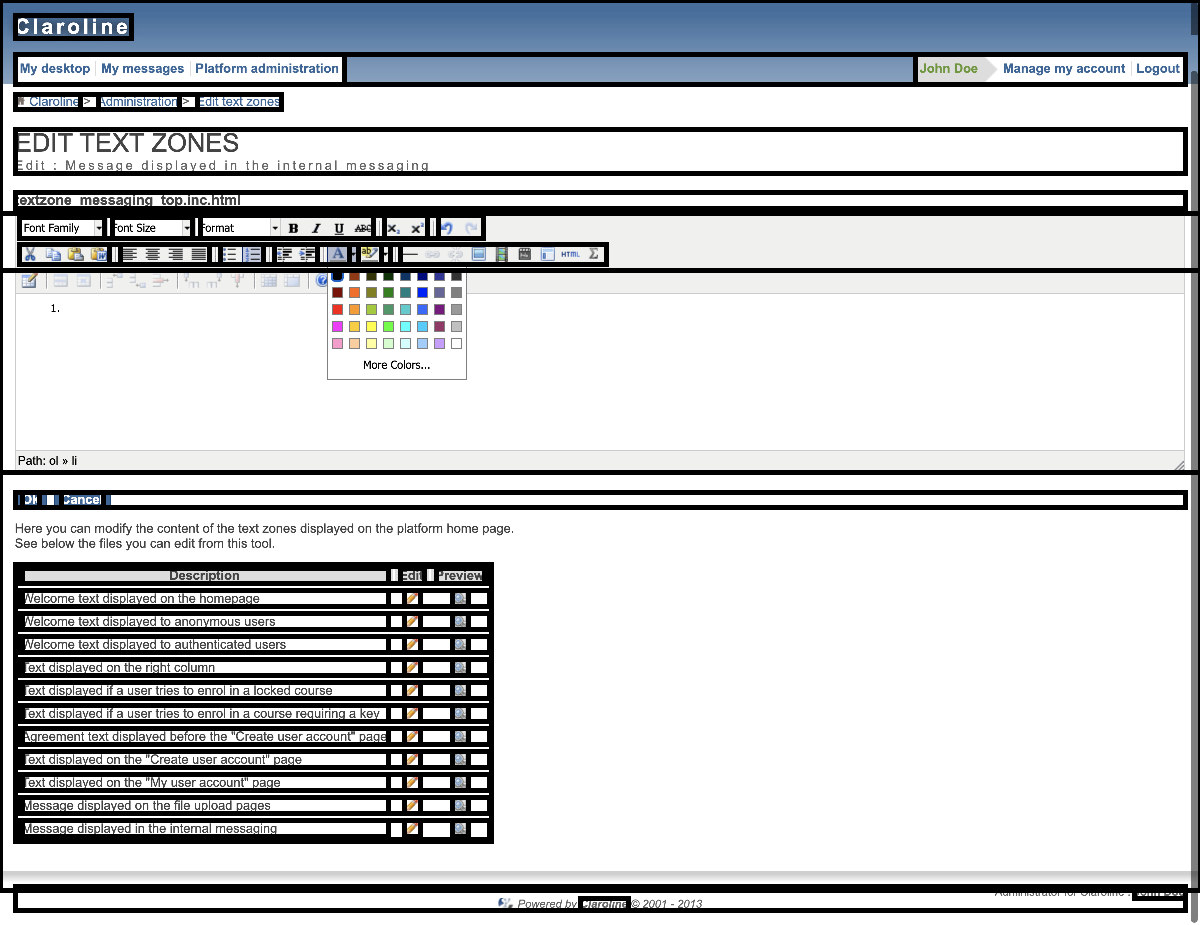 Claroline
My desktop My messages Platform administration John Doe Manage my account Logout
Claroline > Administration > Edit text zones
EDIT TEXT ZONES
Edit : Message displayed in the internal messaging
textzone_messaging_top.inc.html
Font Family Font Size Format B I U ABC x₂ x²
A ab HTML Σ
1.
More Colors...
Path: ol » li
Ok Cancel
Here you can modify the content of the text zones displayed on the platform home page.
See below the files you can edit from this tool.
Description Edit Preview
Welcome text displayed on the homepage
Welcome text displayed to anonymous users
Welcome text displayed to authenticated users
Text displayed on the right column
Text displayed if a user tries to enrol in a locked course
Text displayed if a user tries to enrol in a course requiring a key
Agreement text displayed before the "Create user account" page
Text displayed on the "Create user account" page
Text displayed on the "My user account" page
Message displayed on the file upload pages
Message displayed in the internal messaging
Administrator for Claroline : John Doe
Powered by Claroline © 2001 - 2013